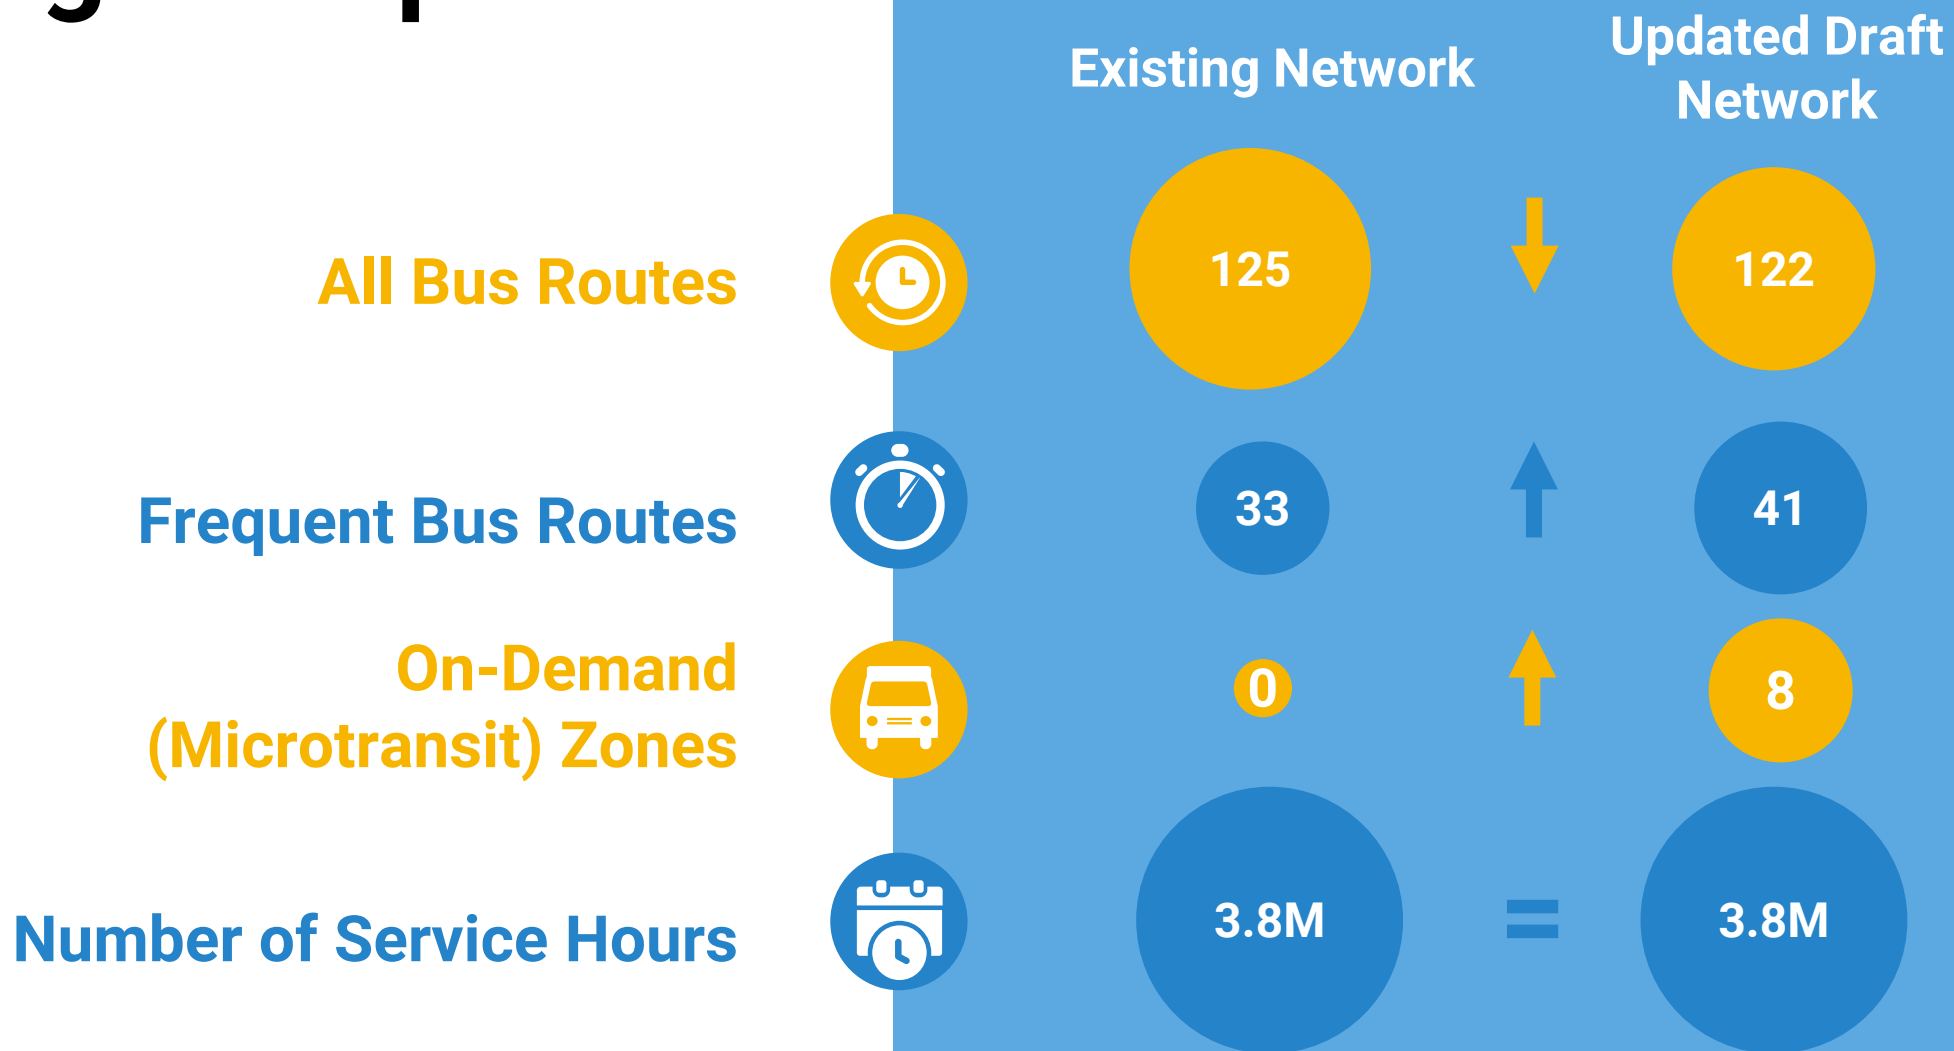 Existing Network
Updated Draft
Network
All Bus Routes
125
122
Frequent Bus Routes
33
41
On-Demand
(Microtransit) Zones
0
8
Number of Service Hours
3.8M
=
3.8M